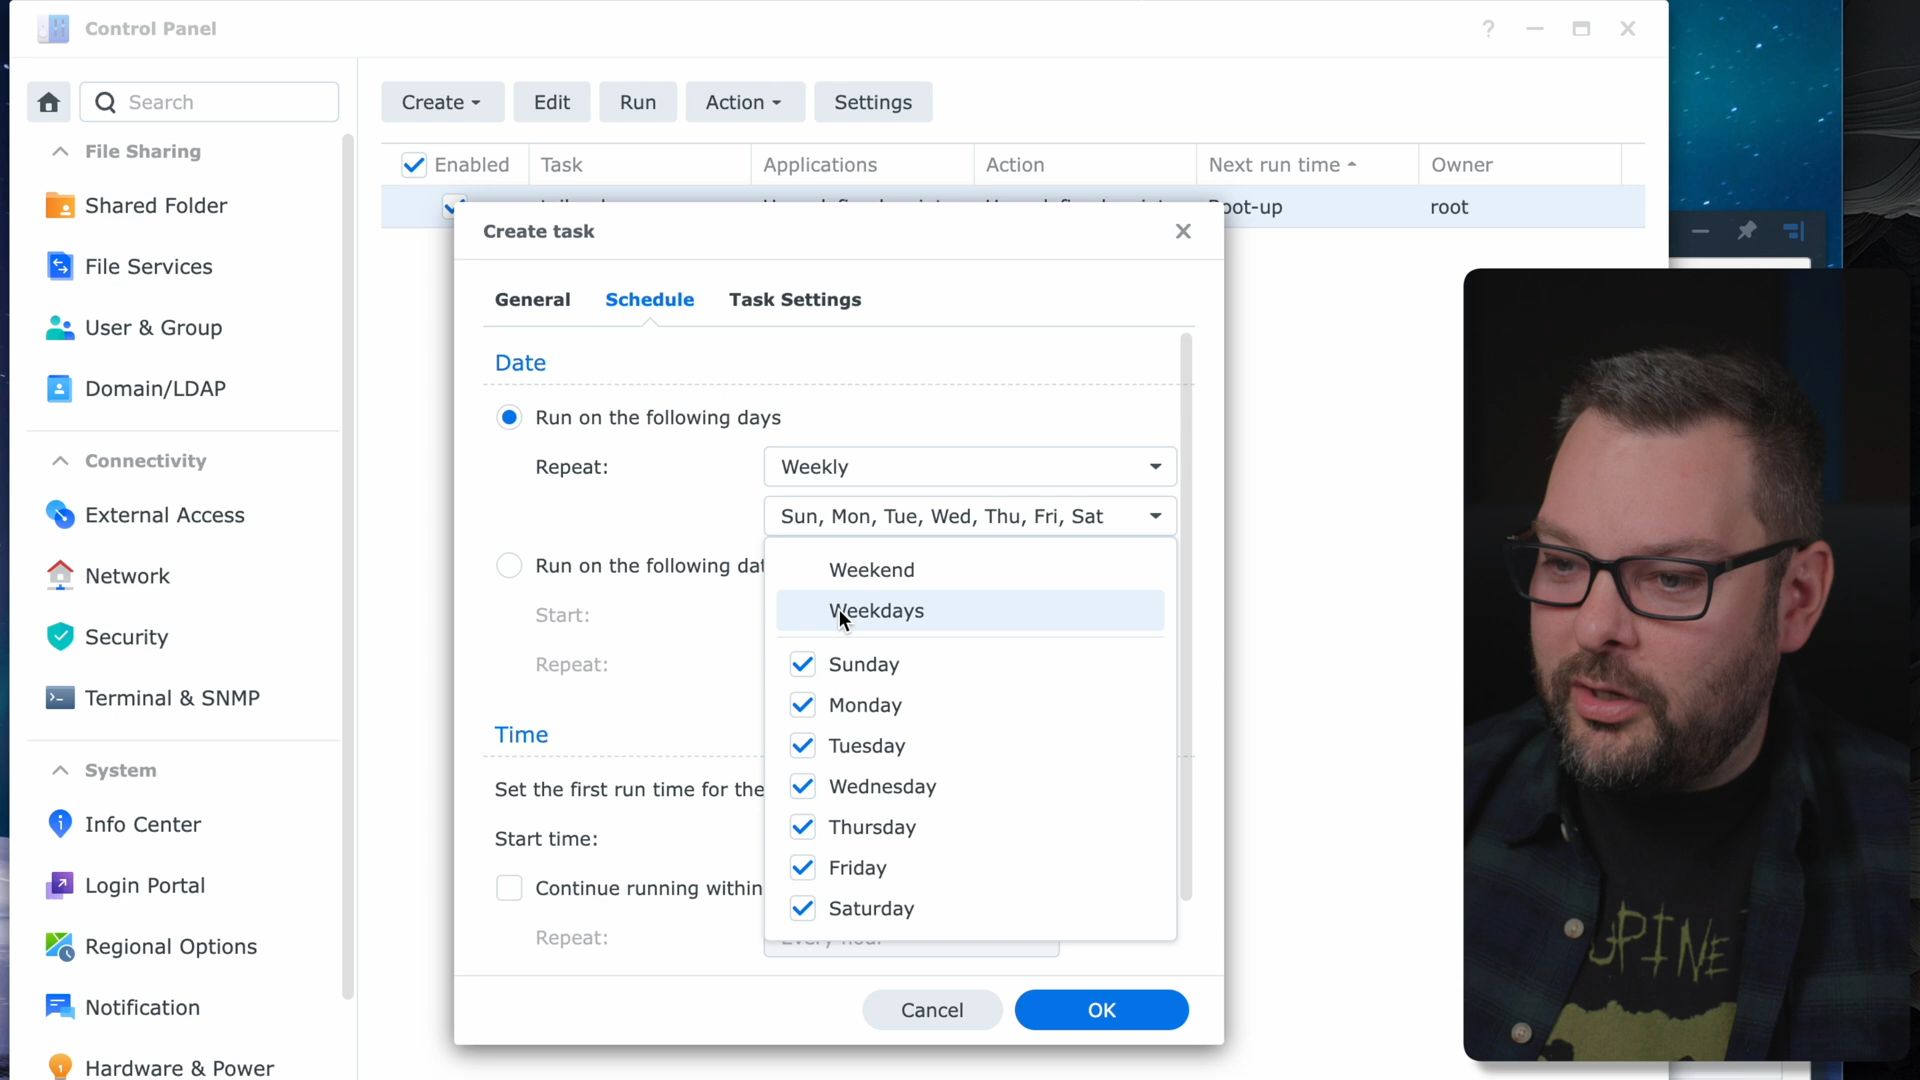 Control Panel
Search
File Sharing
Shared Folder
File Services
User & Group
Domain/LDAP
Connectivity
External Access
Network
Security
Terminal & SNMP
System
Info Center
Login Portal
Regional Options
Notification
Hardware & Power
Create
Edit
Run
Action
Settings
Enabled
Task
Applications
Action
Next run time
Owner
root
Create task
General
Schedule
Task Settings
Date
Run on the following days
Repeat:
Weekly
Sun, Mon, Tue, Wed, Thu, Fri, Sat
Weekend
Weekdays
Sunday
Monday
Tuesday
Wednesday
Thursday
Friday
Saturday
Run on the following
Start:
Repeat:
Time
Set the first run time for the
Start time:
Continue running within
Repeat:
Cancel
OK